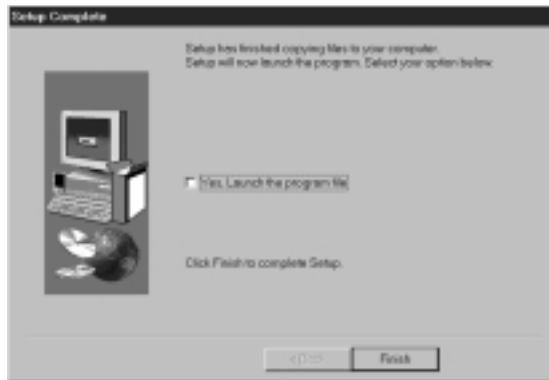 Setup Complete
Setup has finished copying files to your computer.
Setup will now launch the program. Select your option below.
Yes, Launch the program file
Click Finish to complete Setup.
Finish